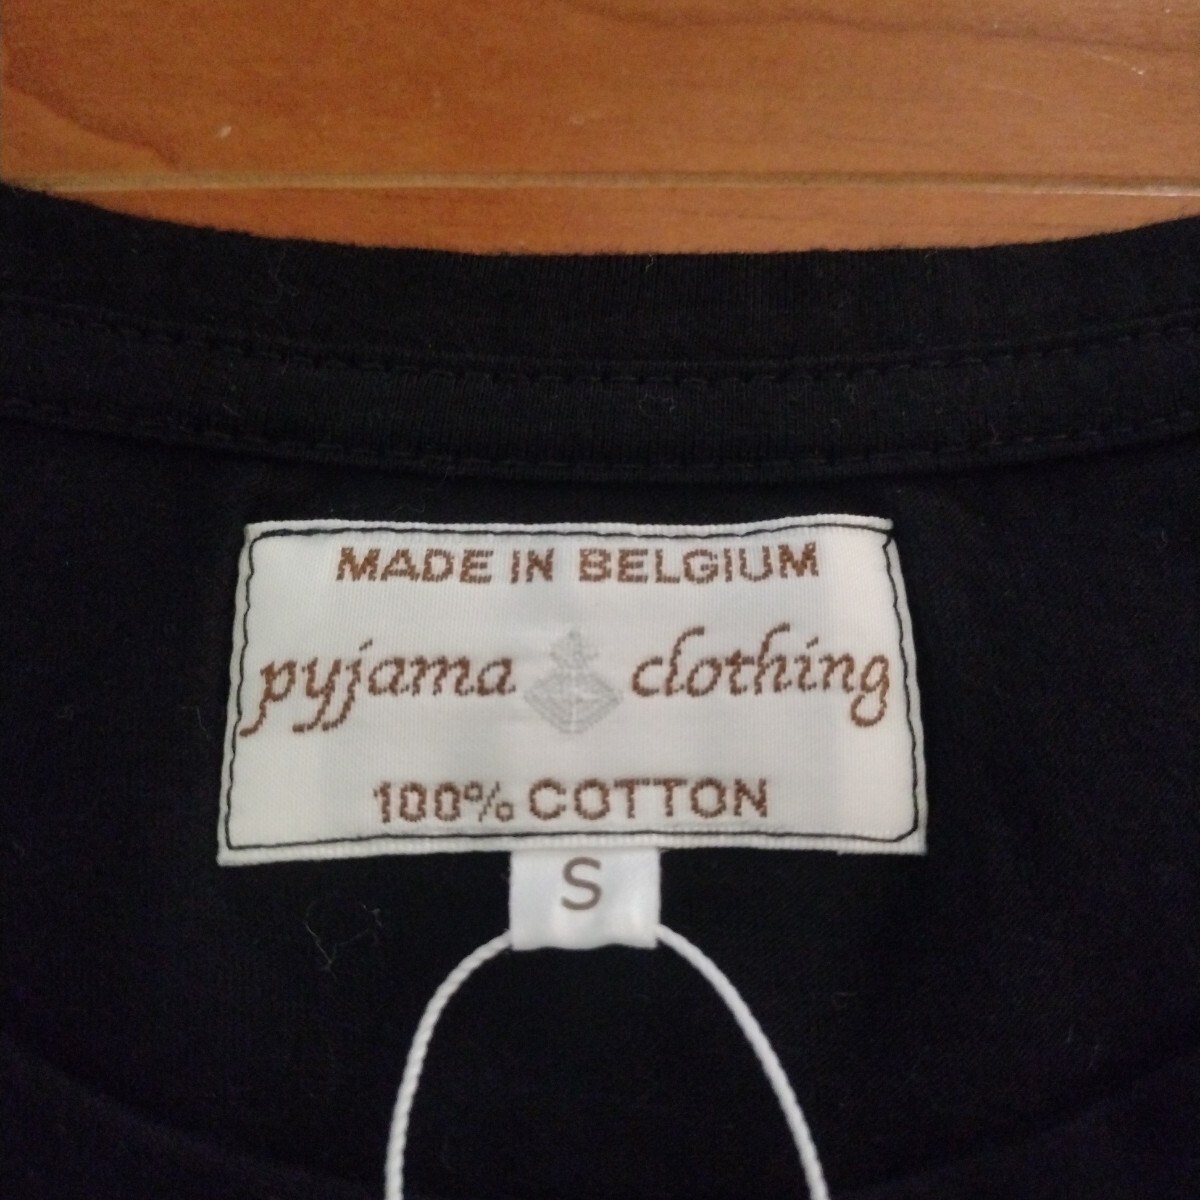 MADE IN BELGIUM
pyjama clothing
100% COTTON
S